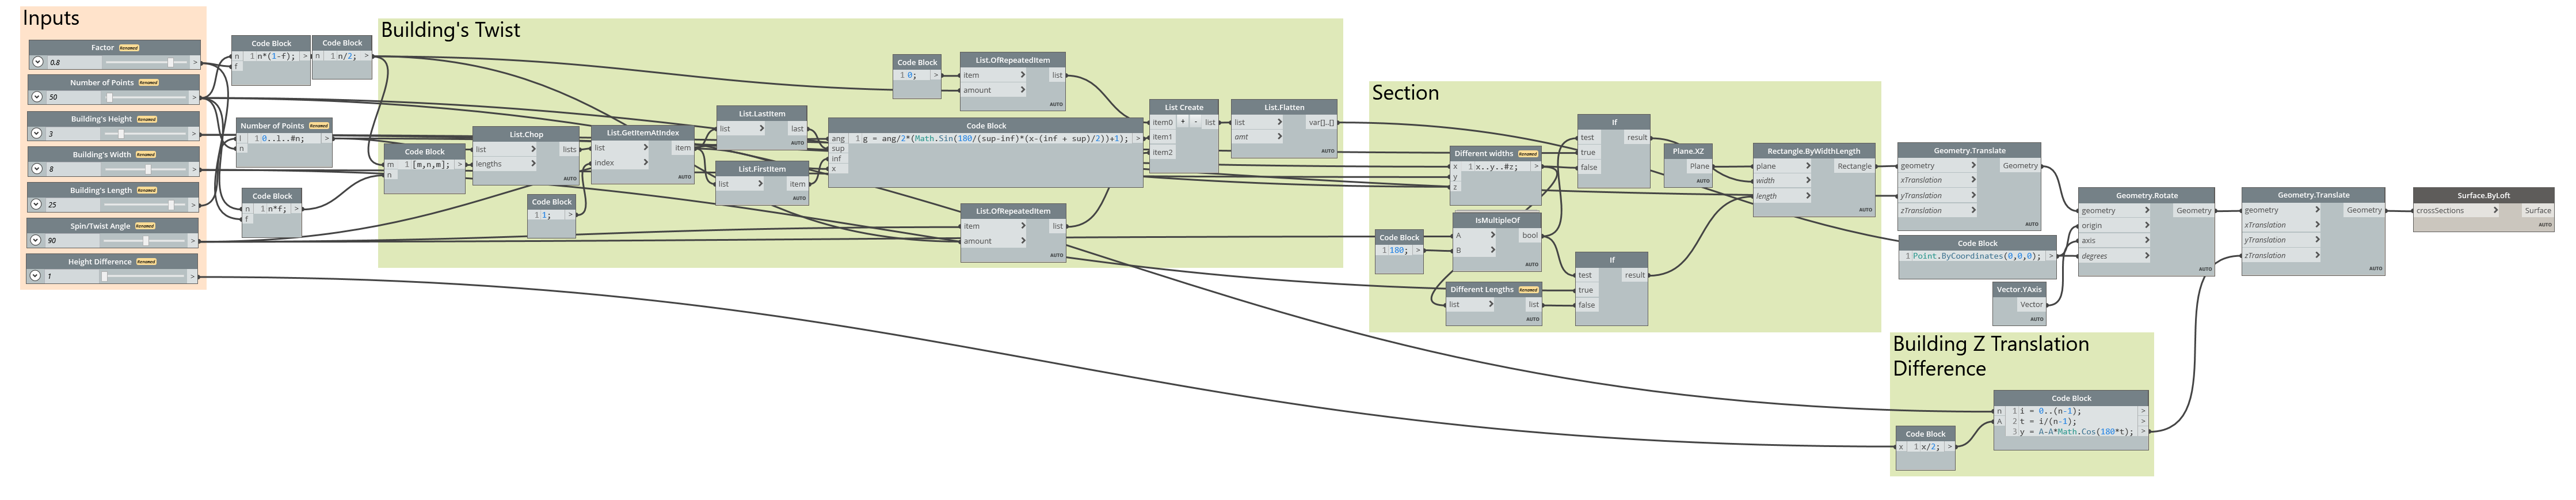 Inputs
Factor Renamed
0.8 >
Number of Points Renamed
50 >
Building's Height Renamed
3 >
Building's Width Renamed
8 >
Building's Length Renamed
25 >
Spin/Twist Angle Renamed
90 >
Height Difference Renamed
1 >
Code Block
n 1 n*(1-f); >
f
Code Block
n 1 n/2; >
Number of Points Renamed
l 1 0..l..#n; >
n
Code Block
n 1 n*f; >
f
Building's Twist
Code Block
m 1 [m,n,m]; >
n
List.Chop
list > lists
lengths >
AUTO
Code Block
1 1; >
List.GetItemAtIndex
list > item
index >
AUTO
List.LastItem
list > last
AUTO
List.FirstItem
list > item
AUTO
Code Block
ang 1 g = ang/2*(Math.Sin(180/(sup-inf)*(x-(inf + sup)/2))+1); >
sup
inf
x
Code Block
1 0; >
List.OfRepeatedItem
item > list
amount >
AUTO
List.OfRepeatedItem
item > list
amount >
AUTO
List Create
item0 + - list
item1
item2
AUTO
List.Flatten
list > var[]..[]
amt >
AUTO
Section
Different widths Renamed
x 1 x..y..#z; >
y
z
Code Block
1 180; >
IsMultipleOf
A > bool
B >
AUTO
Different Lengths Renamed
list > list
AUTO
If
test result
true
false
AUTO
If
test result
true
false
AUTO
Plane.XZ
Plane
AUTO
Rectangle.ByWidthLength
plane > Rectangle
width >
length >
AUTO
Geometry.Translate
geometry > Geometry
xTranslation >
yTranslation >
zTranslation >
AUTO
Code Block
1 Point.ByCoordinates(0,0,0); >
Vector.YAxis
Vector
AUTO
Geometry.Rotate
geometry > Geometry
origin >
axis >
degrees >
AUTO
Geometry.Translate
geometry > Geometry
xTranslation >
yTranslation >
zTranslation >
AUTO
Surface.ByLoft
crossSections > Surface
AUTO
Building Z Translation
Difference
Code Block
x 1 x/2; >
Code Block
n 1 i = 0..(n-1); >
A 2 t = i/(n-1); >
3 y = A-A*Math.Cos(180*t); >